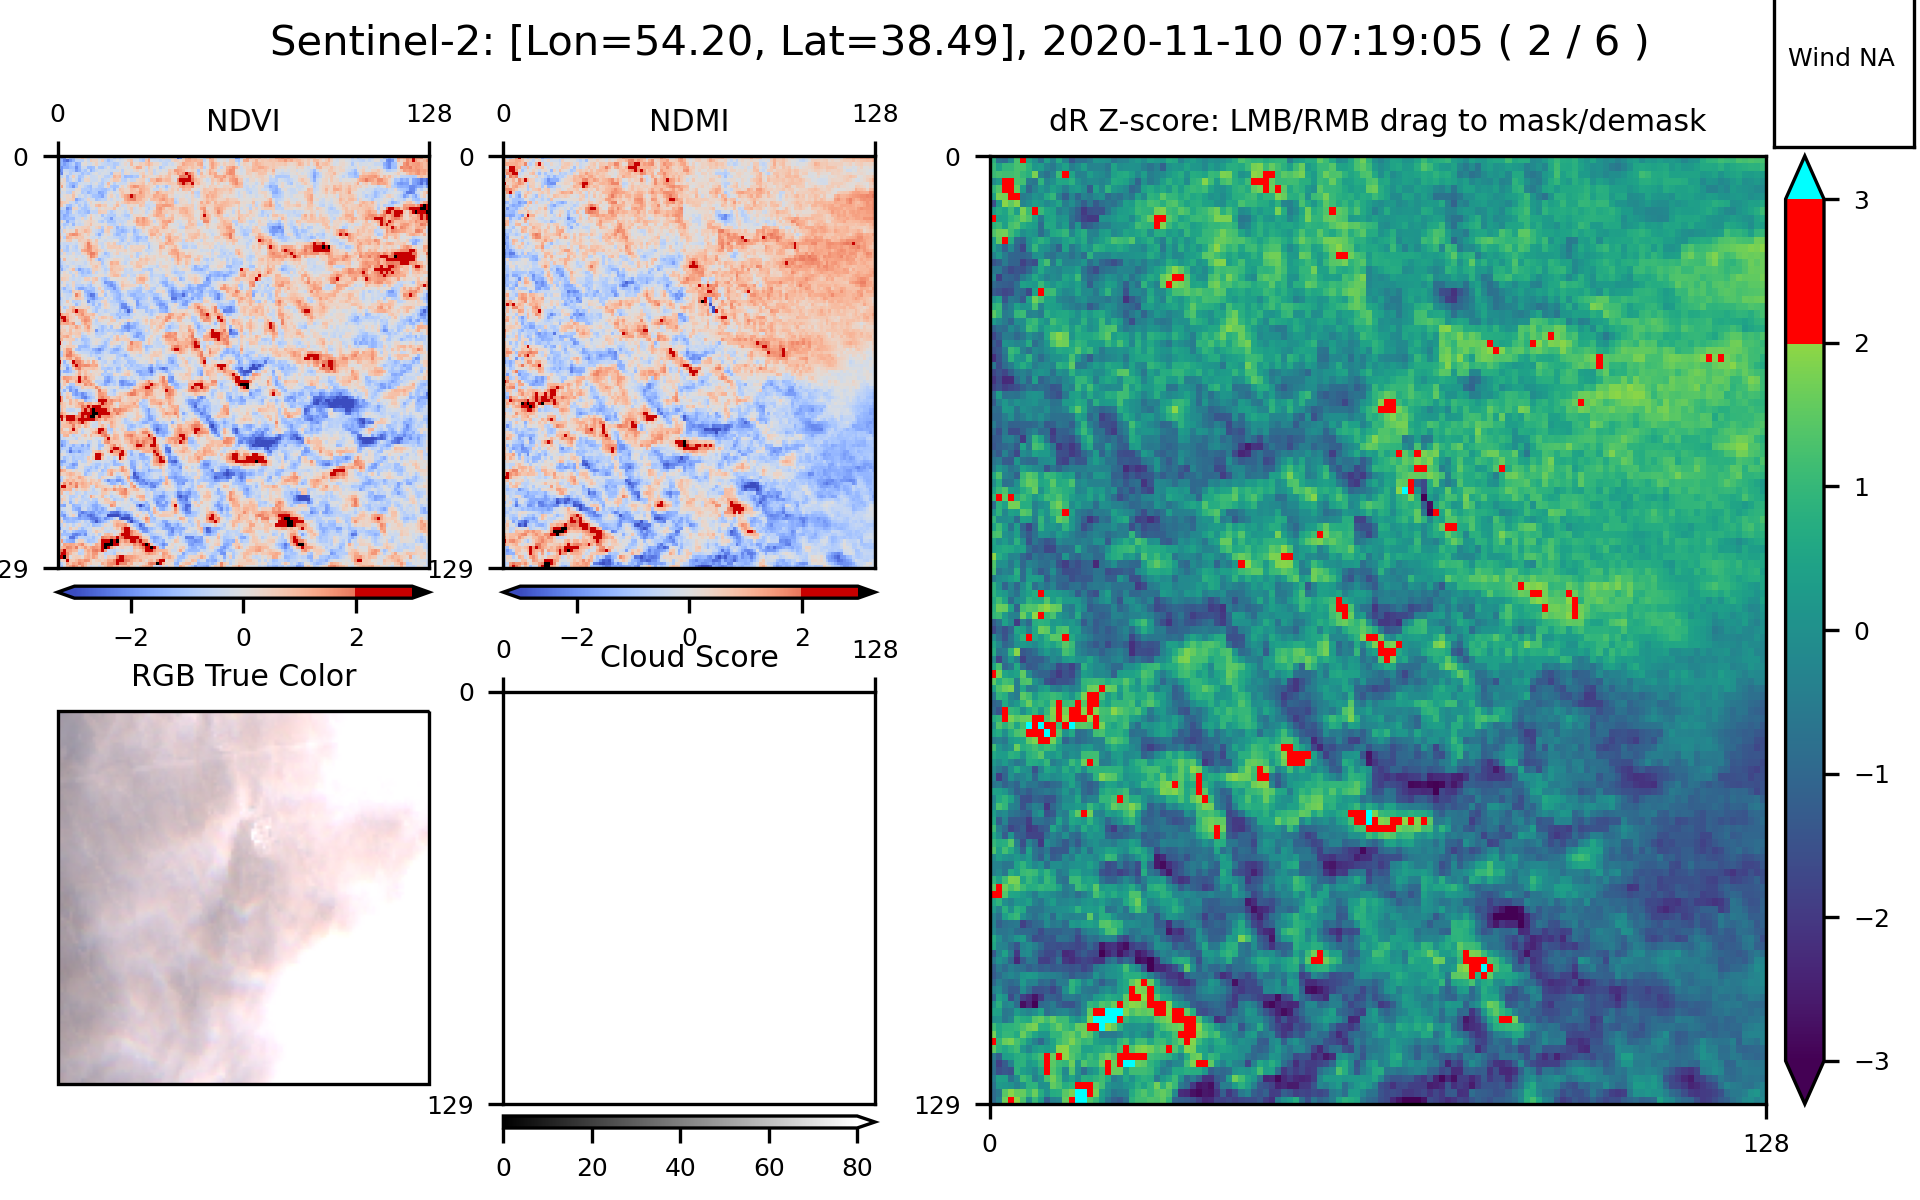 Sentinel-2: [Lon=54.20, Lat=38.49], 2020-11-10 07:19:05 ( 2 / 6 )
Wind NA
NDVI
0 128
0
29
−2 0 2
NDMI
0 128
0
129
−2 0 2
dR Z-score: LMB/RMB drag to mask/demask
0
129
0 128
3
2
1
0
−1
−2
−3
RGB True Color
Cloud Score
0 128
0
129
0 20 40 60 80